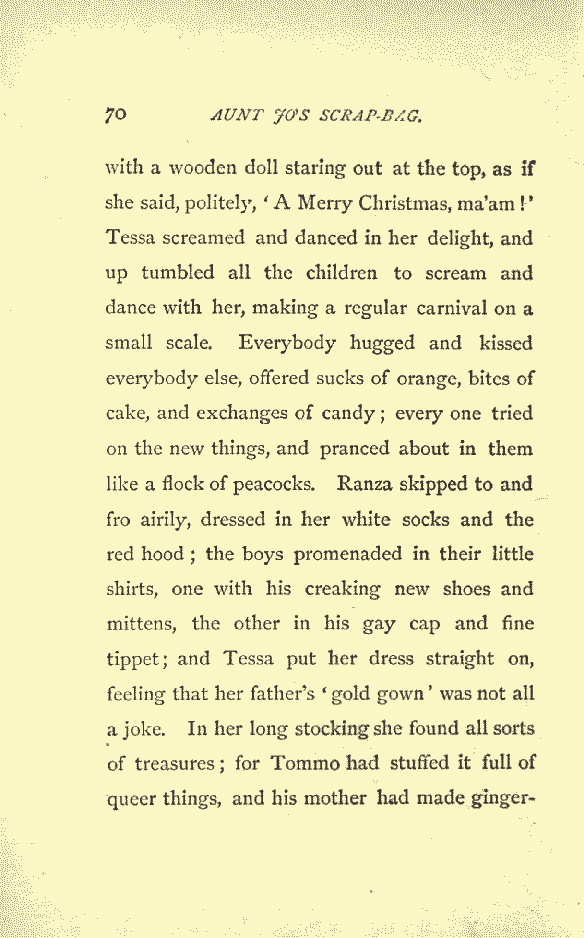 70 AUNT JO'S SCRAP-BAG.
with a wooden doll staring out at the top, as if
she said, politely, 'A Merry Christmas, ma'am!'
Tessa screamed and danced in her delight, and
up tumbled all the children to scream and
dance with her, making a regular carnival on a
small scale. Everybody hugged and kissed
everybody else, offered sucks of orange, bites of
cake, and exchanges of candy; every one tried
on the new things, and pranced about in them
like a flock of peacocks. Ranza skipped to and
fro airily, dressed in her white socks and the
red hood; the boys promenaded in their little
shirts, one with his creaking new shoes and
mittens, the other in his gay cap and fine
tippet; and Tessa put her dress straight on,
feeling that her father's 'gold gown' was not all
a joke. In her long stocking she found all sorts
of treasures; for Tommo had stuffed it full of
queer things, and his mother had made ginger-